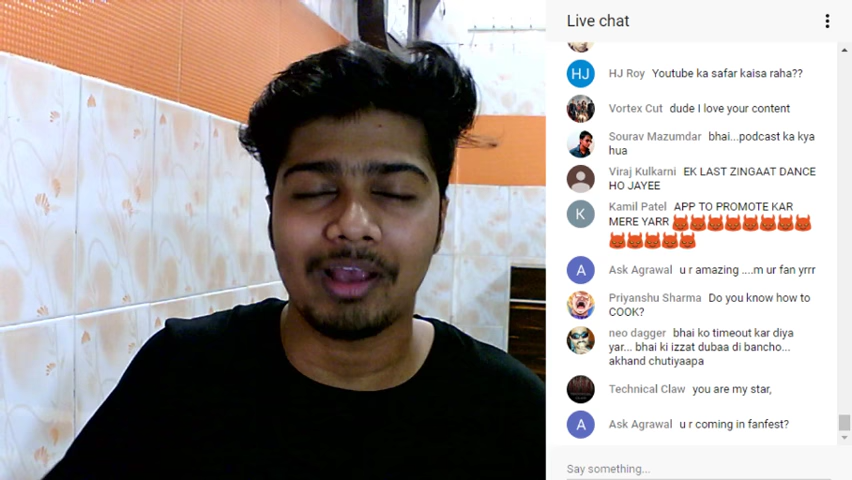 Live chat
HJ
HJ Roy Youtube ka safar kaisa raha??
Vortex Cut dude I love your content
Sourav Mazumdar bhai...podcast ka kya
hua
Viraj Kulkarni EK LAST ZINGAAT DANCE
HO JAYEE
K
Kamil Patel APP TO PROMOTE KAR
MERE YARR 👿👿👿👿👿👿👿👿
👿👿👿👿👿
A
Ask Agrawal u r amazing ....m ur fan yrrr
Priyanshu Sharma Do you know how to
COOK?
neo dagger bhai ko timeout kar diya
yar... bhai ki izzat dubaa di bancho...
akhand chutiyaapa
Technical Claw you are my star,
A
Ask Agrawal u r coming in fanfest?
Say something...